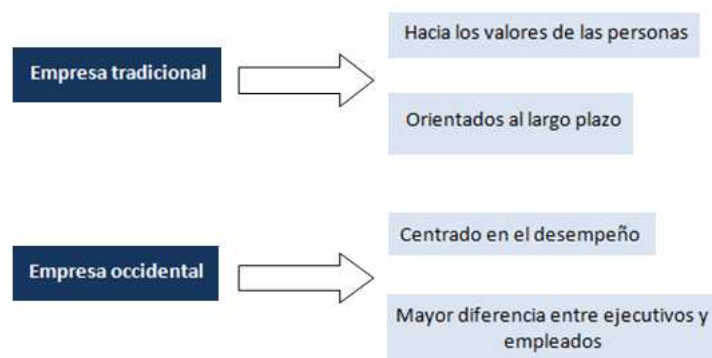 Hacia los valores de las personas
Empresa tradicional
Orientados al largo plazo
Centrado en el desempeño
Empresa occidental
Mayor diferencia entre ejecutivos y
empleados